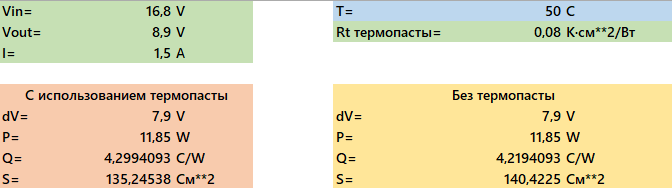 Vin= 16,8 V T= 50 C
Vout= 8,9 V Rt термопасты= 0,08 К·см**2/Вт
I= 1,5 A
С использованием термопасты Без термопасты
dV= 7,9 V dV= 7,9 V
P= 11,85 W P= 11,85 W
Q= 4,2994093 C/W Q= 4,2194093 C/W
S= 135,24538 См**2 S= 140,4225 См**2